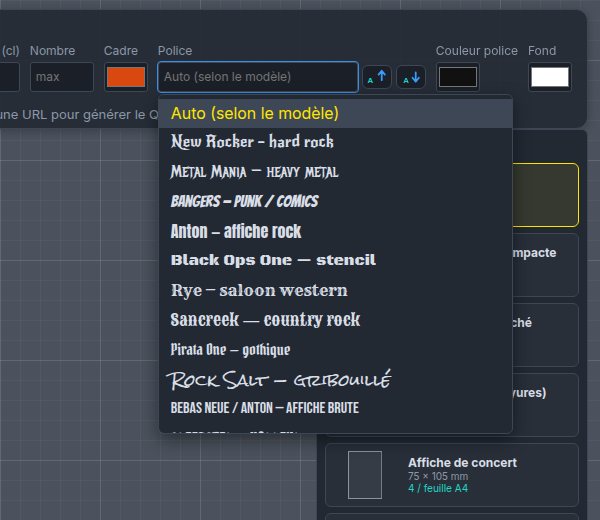 (cl) Nombre Cadre Police Couleur police Fond
max Auto (selon le modèle) A A
une URL pour générer le Q
Auto (selon le modèle)
New Rocker – hard rock
Metal Mania – heavy metal
Bangers – punk / comics
Anton – affiche rock
Black Ops One – stencil
mpacte
Rye – saloon western
Sancreek — country rock
ché
Pirata One – gothique
Rock Salt – gribouillé
yures)
Bebas Neue / Anton – affiche brute
Affiche de concert
75 × 105 mm
4 / feuille A4